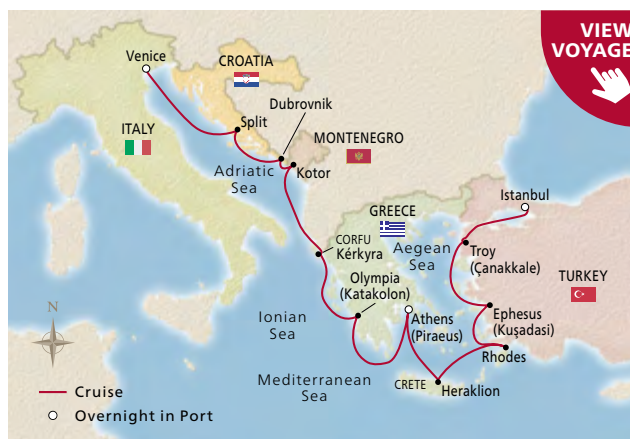 VIEW
VOYAGE
Venice
CROATIA
Dubrovnik
Split
ITALY
MONTENEGRO
Adriatic
Sea
Kotor
Istanbul
GREECE
CORFU
Kérkyra
Aegean
Sea
Troy
(Çanakkale)
Olympia
(Katakolon)
TURKEY
Ephesus
(Kuşadasi)
Athens
(Piraeus)
N
Ionian
Sea
Rhodes
Mediterranean
Sea
CRETE
Heraklion
Cruise
Overnight in Port